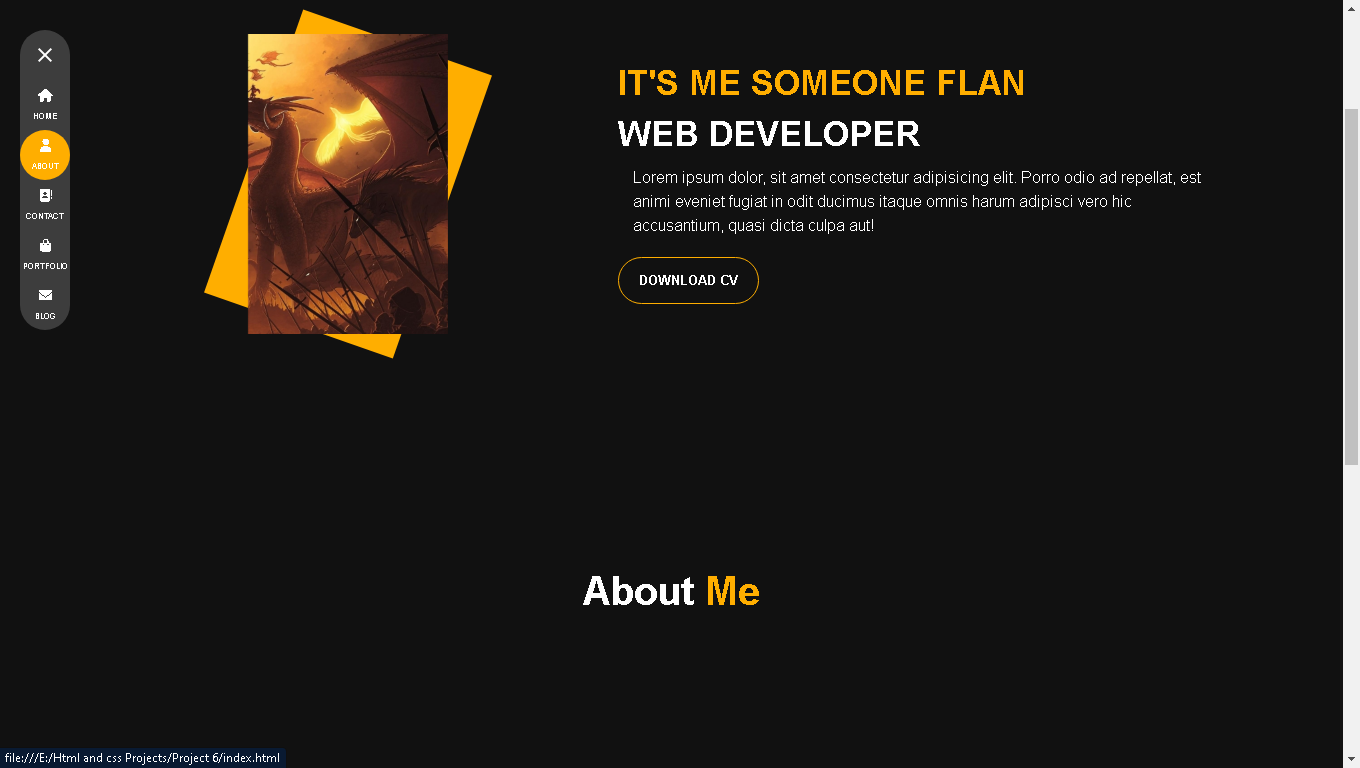 HOME
ABOUT
CONTACT
PORTFOLIO
BLOG
IT'S ME SOMEONE FLAN
WEB DEVELOPER
Lorem ipsum dolor, sit amet consectetur adipisicing elit. Porro odio ad repellat, est
animi eveniet fugiat in odit ducimus itaque omnis harum adipisci vero hic
accusantium, quasi dicta culpa aut!
DOWNLOAD CV
About Me
file:///E:/Html and css Projects/Project 6/index.html